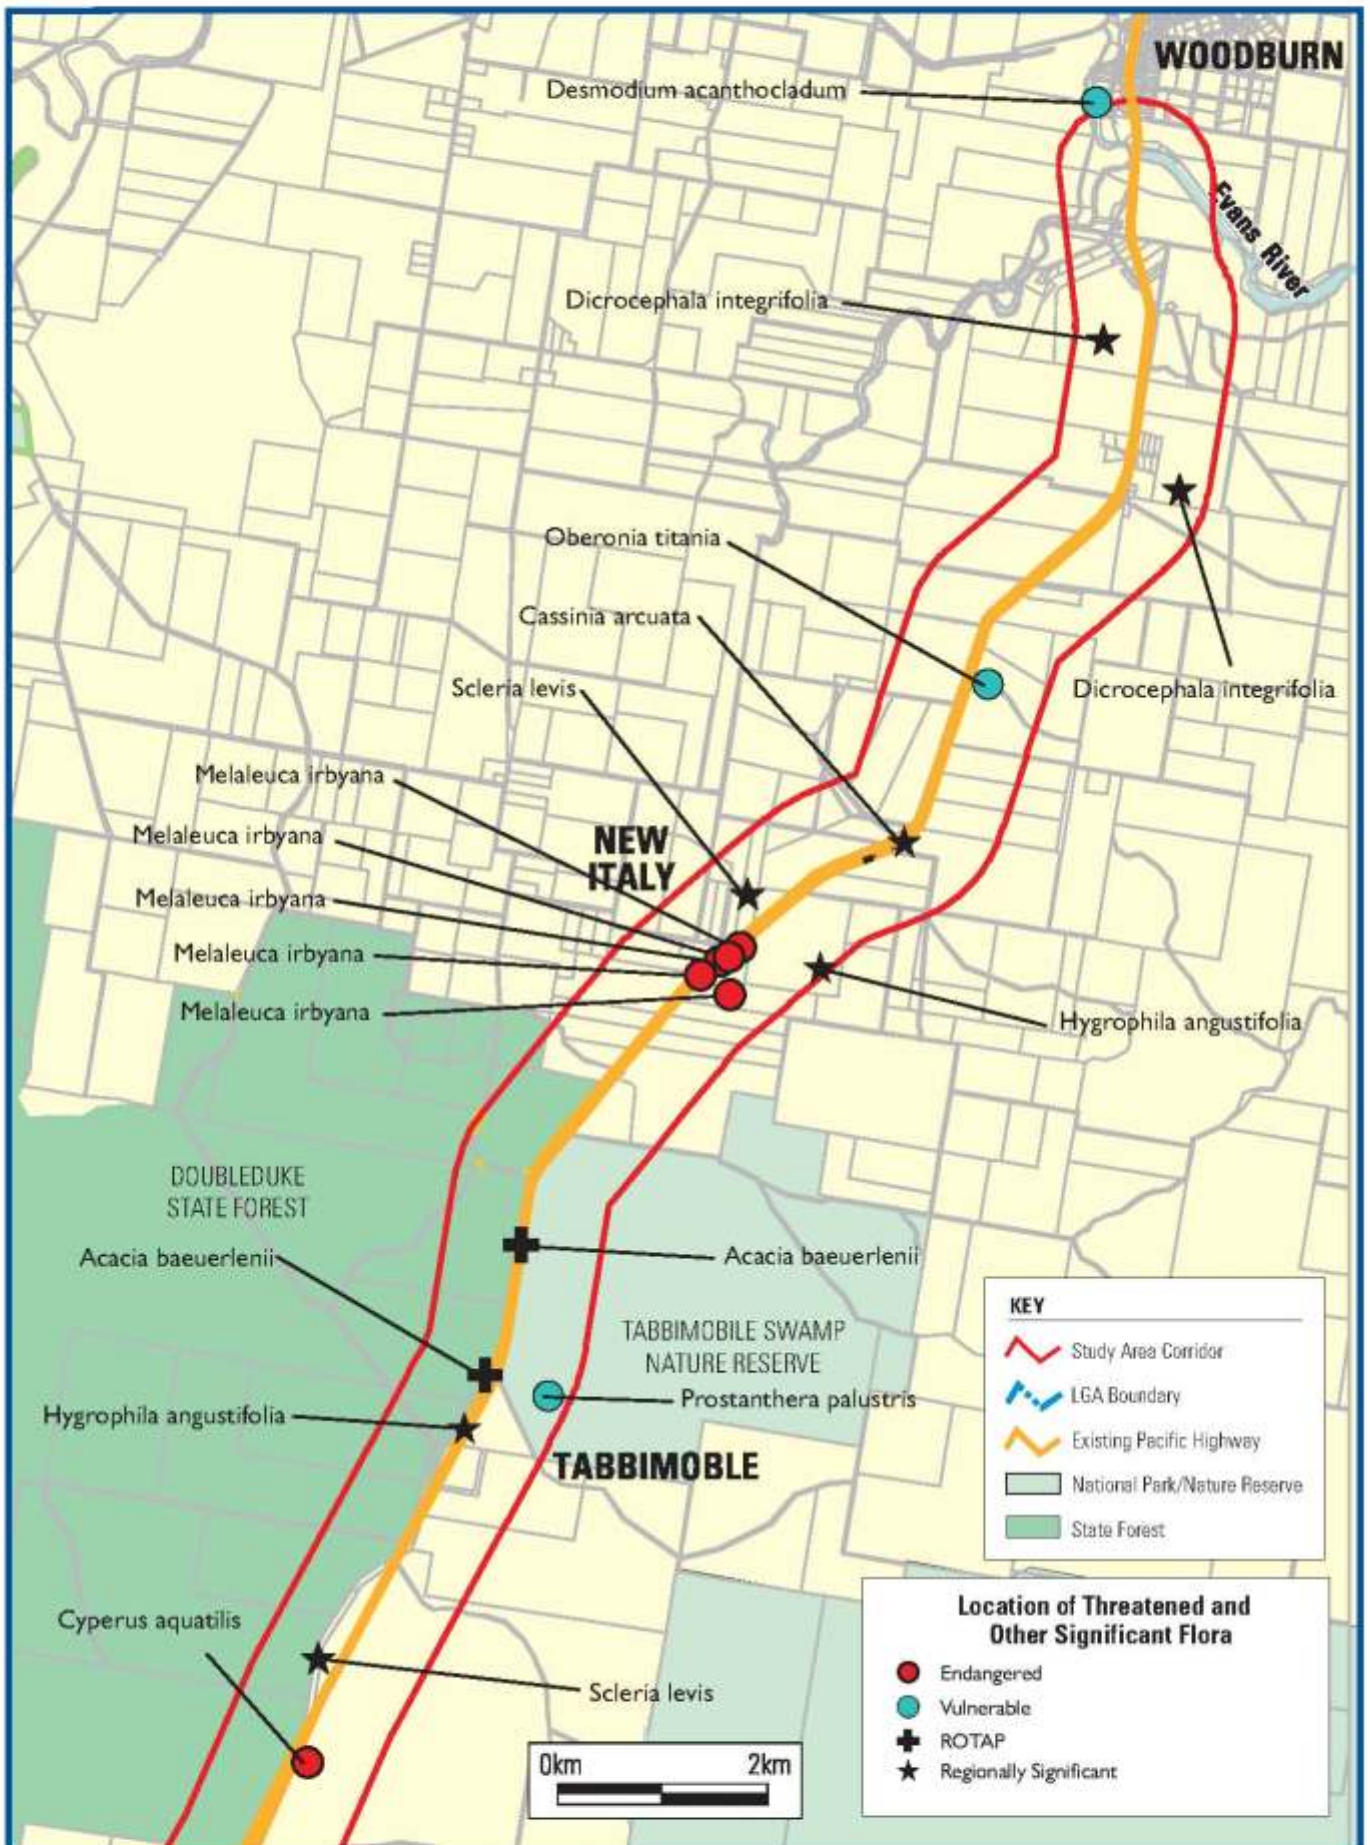 WOODBURN
Desmodium acanthocladum
Evans River
Dicrocephala integrifolia
Oberonia titania
Cassinia arcuata
Scleria levis
Dicrocephala integrifolia
Melaleuca irbyana
NEW
ITALY
Melaleuca irbyana
Melaleuca irbyana
Melaleuca irbyana
Melaleuca irbyana
Hygrophila angustifolia
DOUBLEDUKE
STATE FOREST
Acacia baeuerlenii
Acacia baeuerlenii
TABBIMOBILE SWAMP
NATURE RESERVE
Prostanthera palustris
Hygrophila angustifolia
TABBIMOBLE
Cyperus aquatilis
Scleria levis
0km 2km
KEY
Study Area Corridor
LGA Boundary
Existing Pacific Highway
National Park/Nature Reserve
State Forest
Location of Threatened and
Other Significant Flora
Endangered
Vulnerable
ROTAP
Regionally Significant